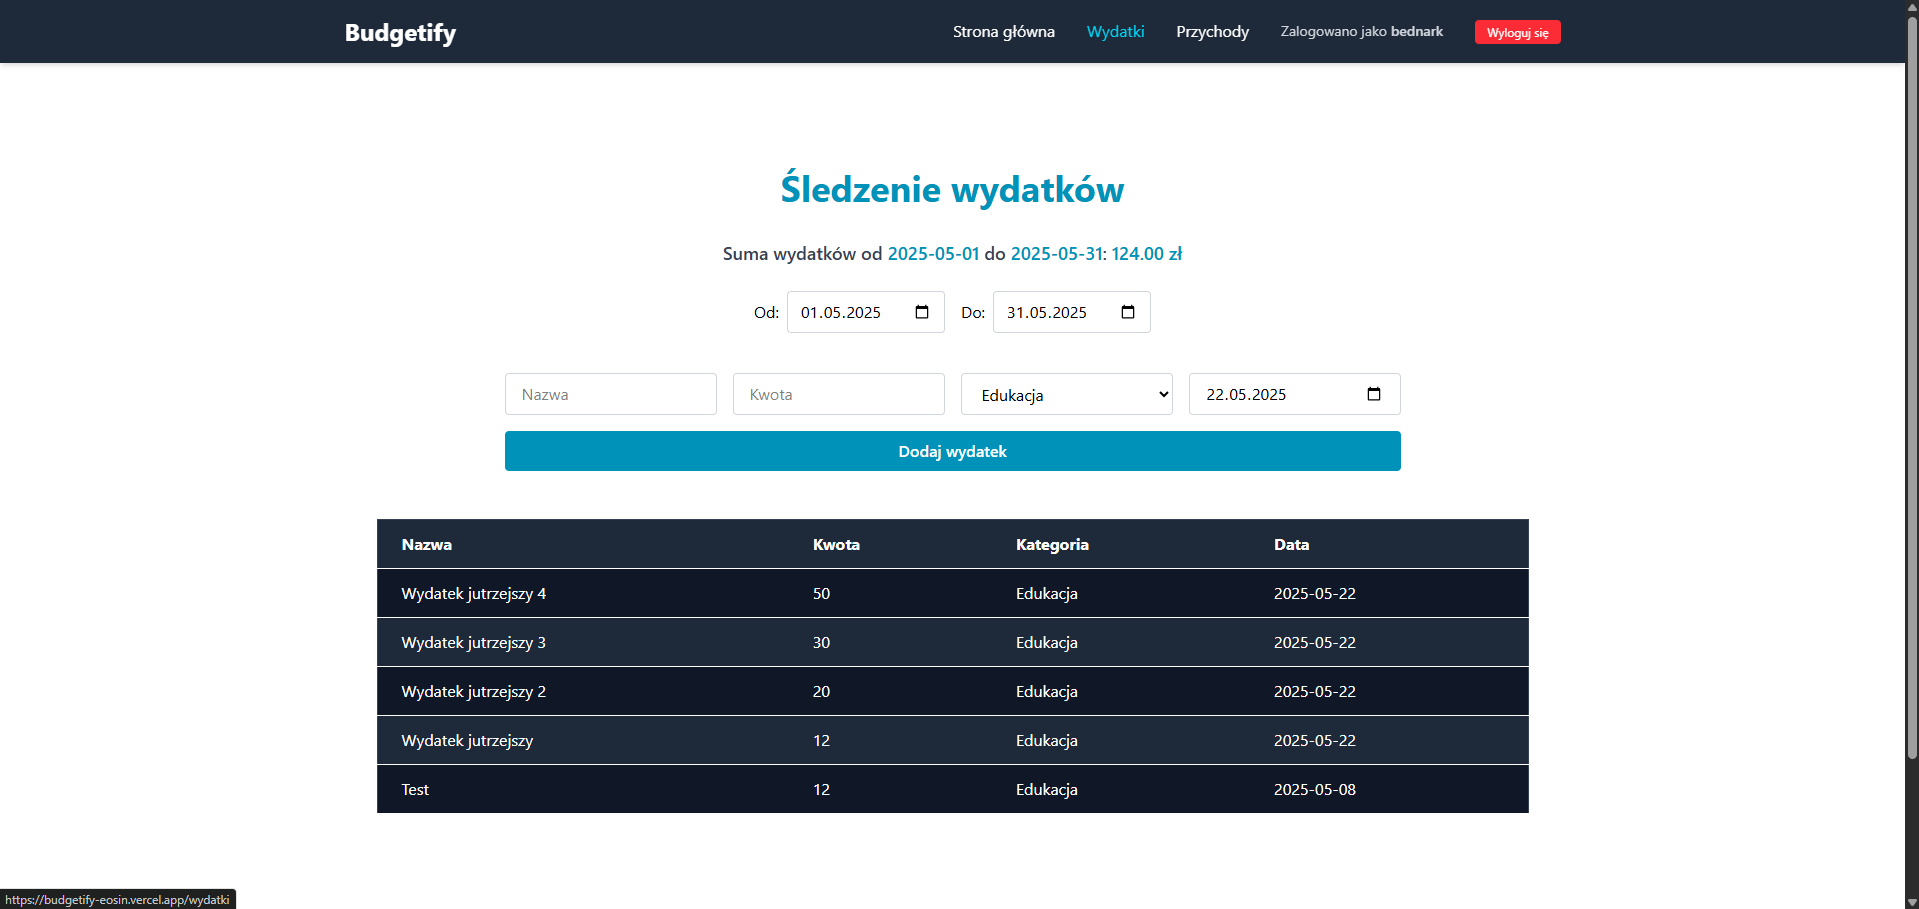 Budgetify Strona główna Wydatki Przychody Zalogowano jako bednark Wyloguj się
Śledzenie wydatków
Suma wydatków od 2025-05-01 do 2025-05-31: 124.00 zł
Od: 01.05.2025 Do: 31.05.2025
Nazwa Kwota Edukacja 22.05.2025
Dodaj wydatek
Nazwa Kwota Kategoria Data
Wydatek jutrzejszy 4 50 Edukacja 2025-05-22
Wydatek jutrzejszy 3 30 Edukacja 2025-05-22
Wydatek jutrzejszy 2 20 Edukacja 2025-05-22
Wydatek jutrzejszy 12 Edukacja 2025-05-22
Test 12 Edukacja 2025-05-08
https://budgetify-eosin.vercel.app/wydatki